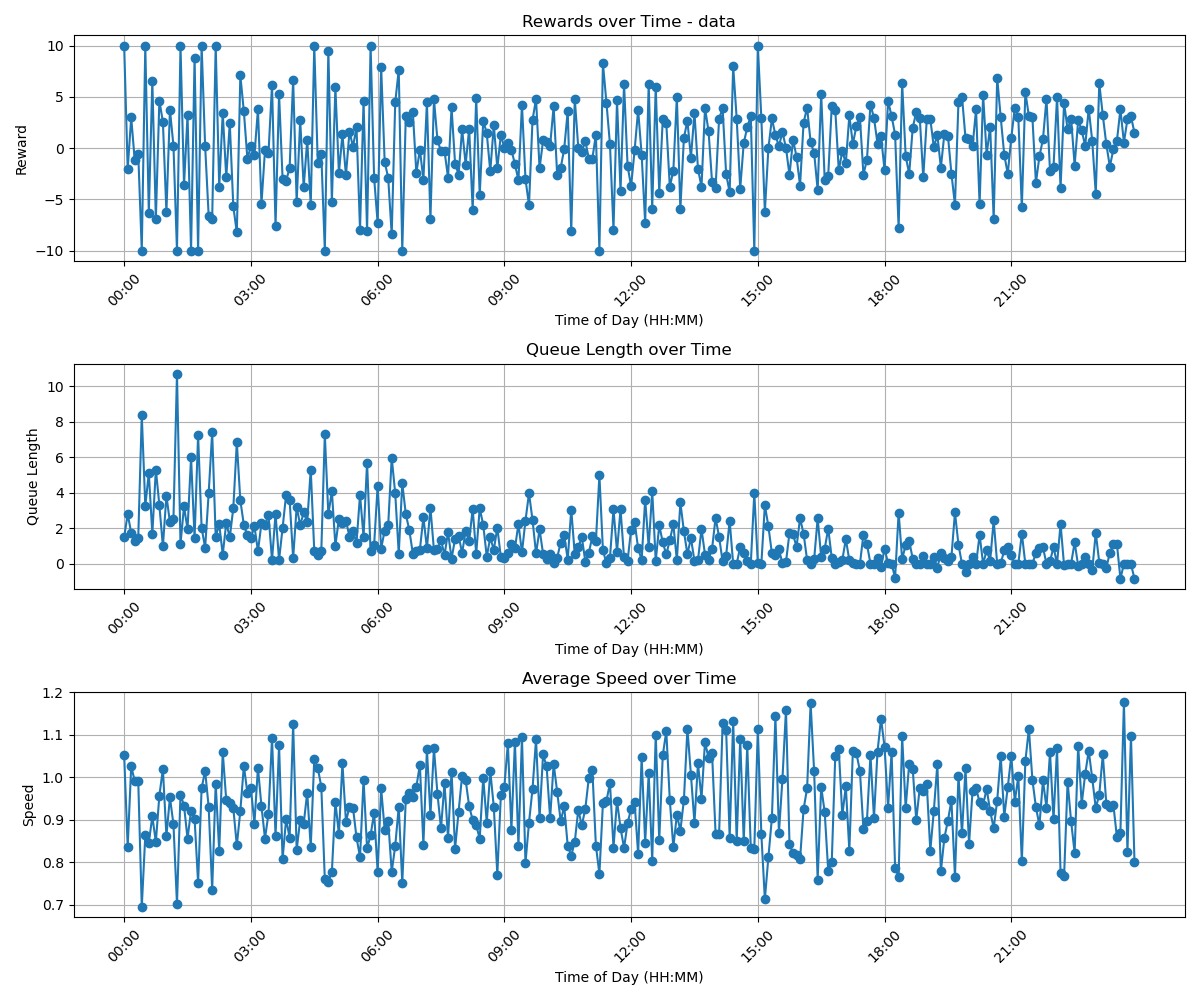 Rewards over Time - data
10
5
0
−5
−10
Reward
00:00 03:00 06:00 09:00 12:00 15:00 18:00 21:00
Time of Day (HH:MM)
Queue Length over Time
10
8
6
4
2
0
Queue Length
00:00 03:00 06:00 09:00 12:00 15:00 18:00 21:00
Time of Day (HH:MM)
Average Speed over Time
1.2
1.1
1.0
0.9
0.8
0.7
Speed
00:00 03:00 06:00 09:00 12:00 15:00 18:00 21:00
Time of Day (HH:MM)